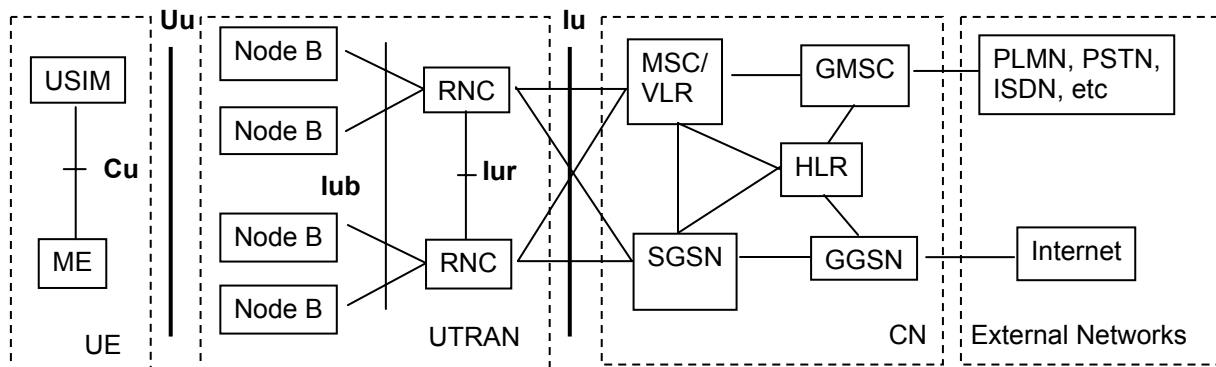 Uu
Iu
USIM
Cu
ME
UE
Node B
Node B
Node B
Node B
Iub
RNC
Iur
RNC
UTRAN
MSC/
VLR
GMSC
HLR
SGSN
GGSN
CN
PLMN, PSTN,
ISDN, etc
Internet
External Networks